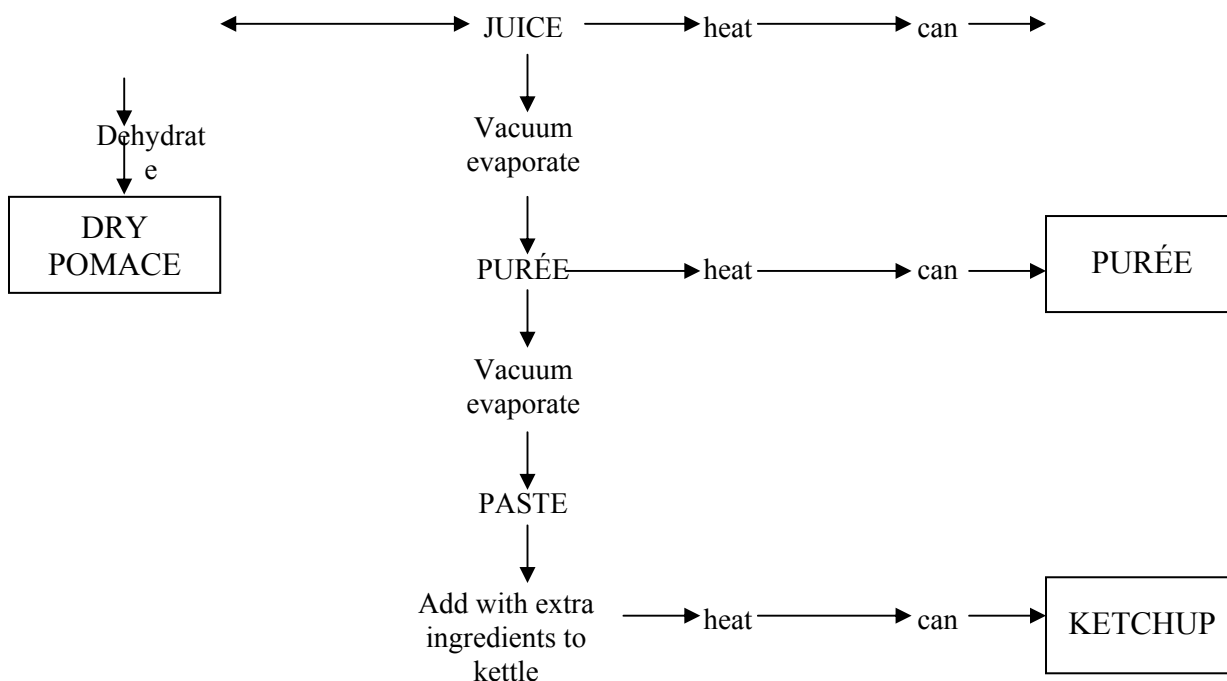 JUICE
heat
can
Dehydrat
e
Vacuum
evaporate
DRY
POMACE
PURÉE
heat
can
PURÉE
Vacuum
evaporate
PASTE
Add with extra
ingredients to
kettle
heat
can
KETCHUP